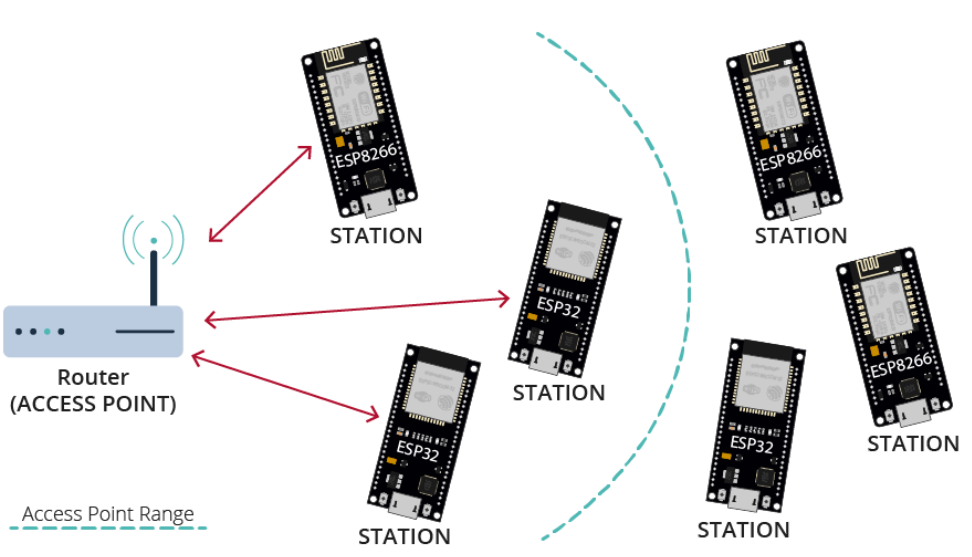 ESP8266
STATION
ESP8266
STATION
ESP32
STATION
Router
(ACCESS POINT)
ESP32
STATION
ESP32
STATION
ESP8266
STATION
Access Point Range